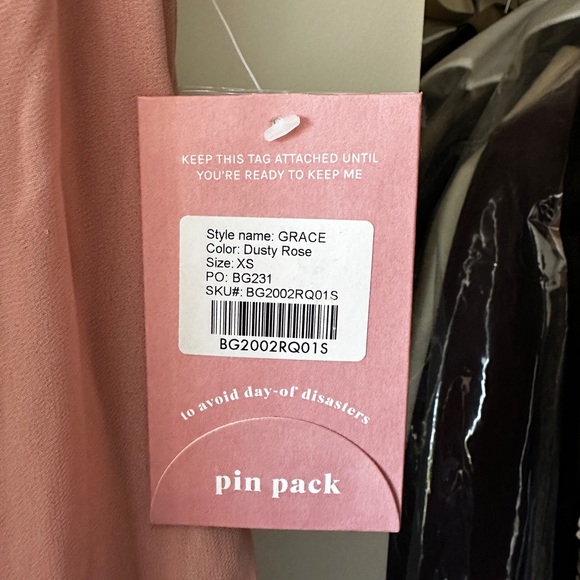 KEEP THIS TAG ATTACHED UNTIL
YOU'RE READY TO KEEP ME
Style name: GRACE
Color: Dusty Rose
Size: XS
PO: BG231
SKU#: BG2002RQ01S
BG2002RQ01S
to avoid day-of disasters
pin pack